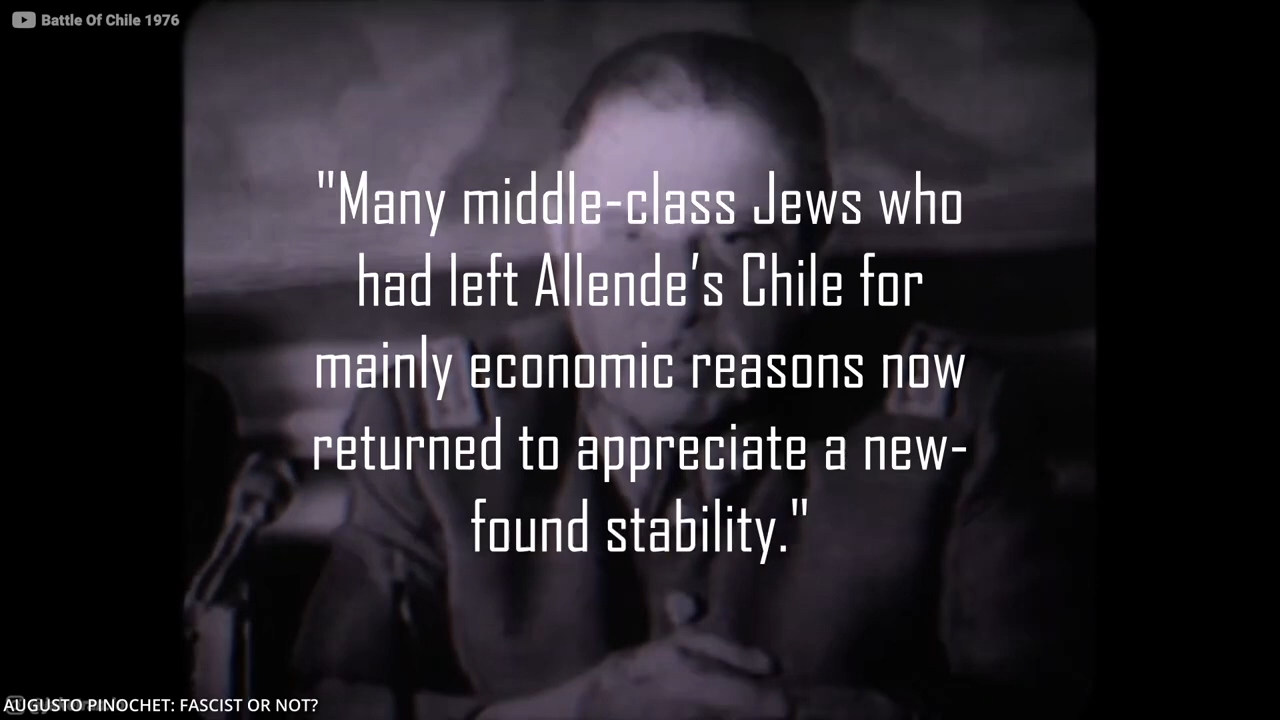 Battle Of Chile 1976
"Many middle-class Jews who
had left Allende’s Chile for
mainly economic reasons now
returned to appreciate a new-
found stability."
AUGUSTO PINOCHET: FASCIST OR NOT?